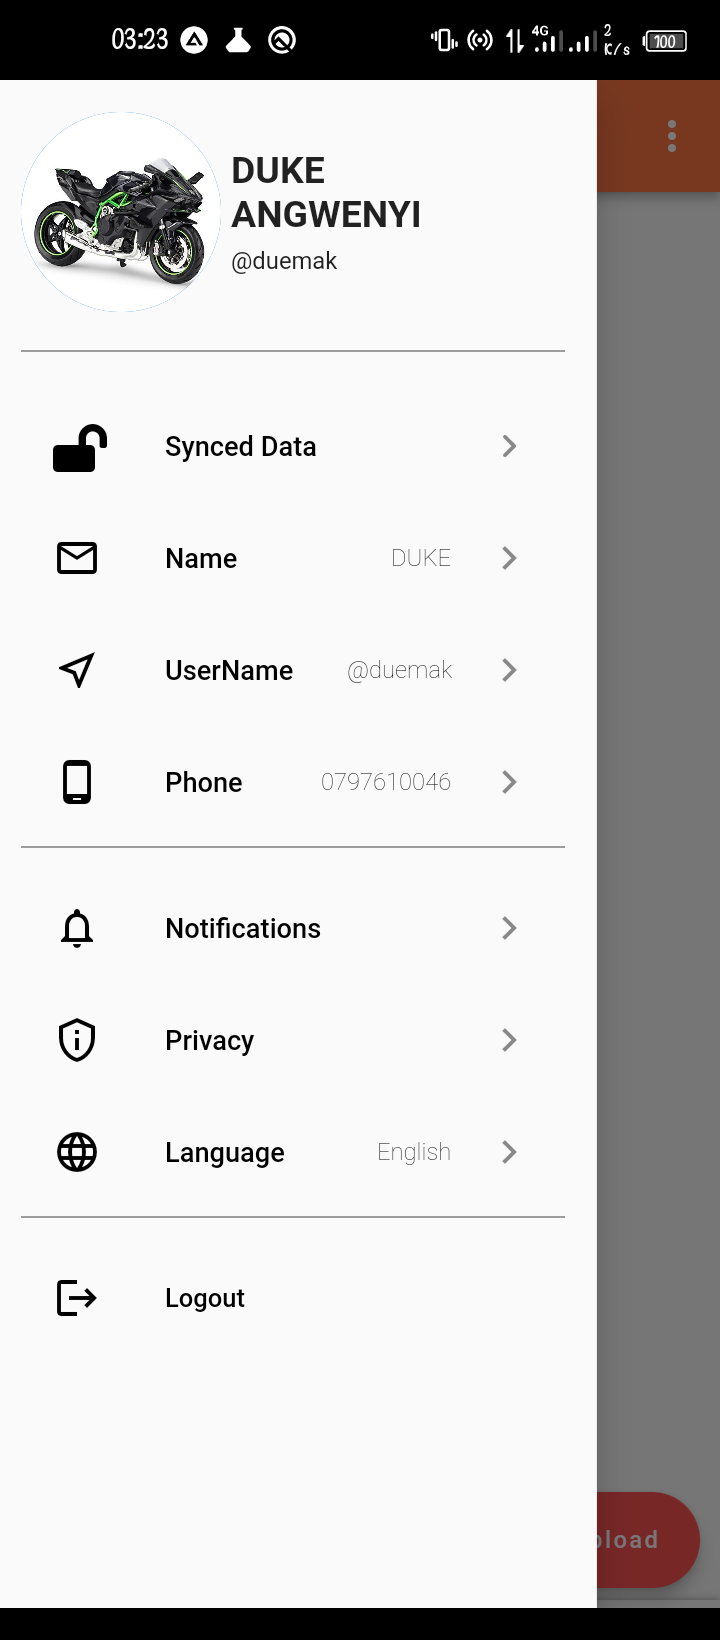 03:23
4G
2
K/s
100
DUKE
ANGWENYI
@duemak
Synced Data
Name DUKE
UserName @duemak
Phone 0797610046
Notifications
Privacy
Language English
Logout